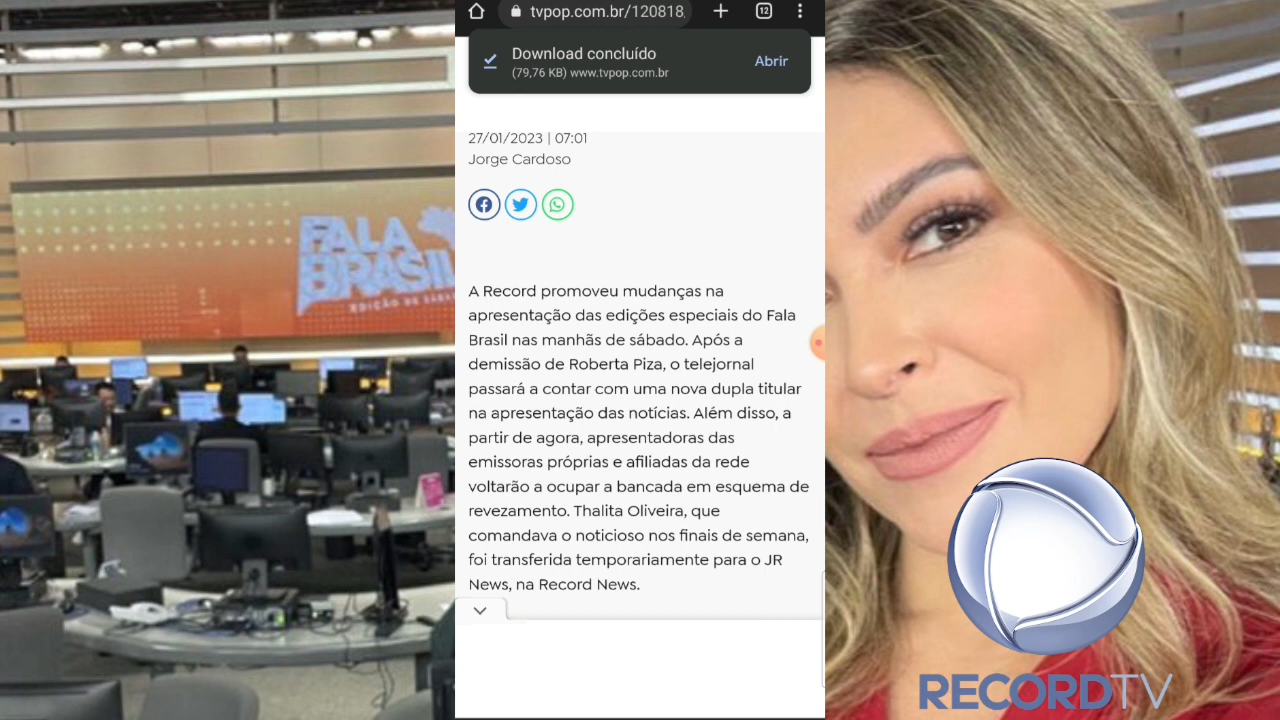 FALA
BRASIL
EDIÇÃO DE
tvpop.com.br/120818
12
Download concluído
(79,76 KB) www.tvpop.com.br
Abrir
27/01/2023 | 07:01
Jorge Cardoso
A Record promoveu mudanças na
apresentação das edições especiais do Fala
Brasil nas manhãs de sábado. Após a
demissão de Roberta Piza, o telejornal
passará a contar com uma nova dupla titular
na apresentação das notícias. Além disso, a
partir de agora, apresentadoras das
emissoras próprias e afiliadas da rede
voltarão a ocupar a bancada em esquema de
revezamento. Thalita Oliveira, que
comandava o noticioso nos finais de semana,
foi transferida temporariamente para o JR
News, na Record News.
RECORDTV